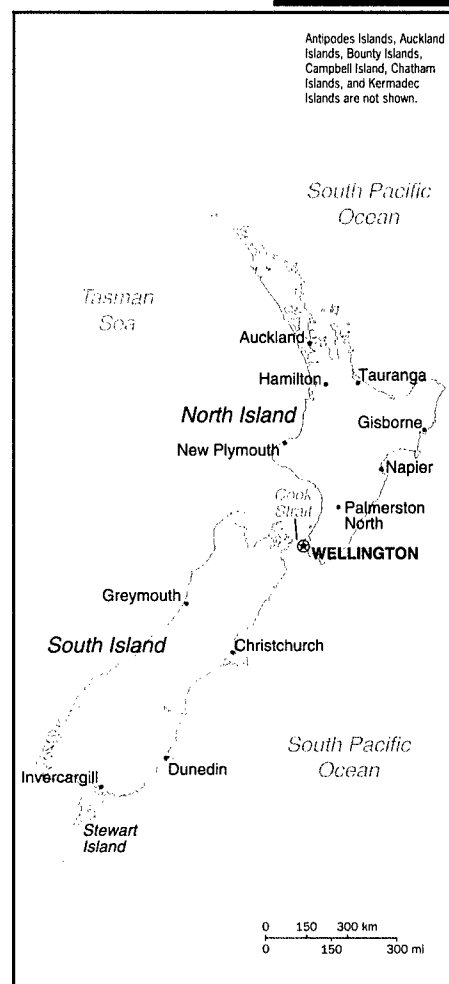 Antipodes Islands, Auckland
Islands, Bounty Islands,
Campbell Island, Chatham
Islands, and Kermadec
Islands are not shown.
South Pacific
Ocean
Tasman
Sea
Auckland
Hamilton
Tauranga
North Island
Gisborne
New Plymouth
Napier
Cook
Strait
Palmerston
North
WELLINGTON
Greymouth
South Island
Christchurch
South Pacific
Ocean
Dunedin
Invercargill
Stewart
Island
0 150 300 km
0 150 300 mi